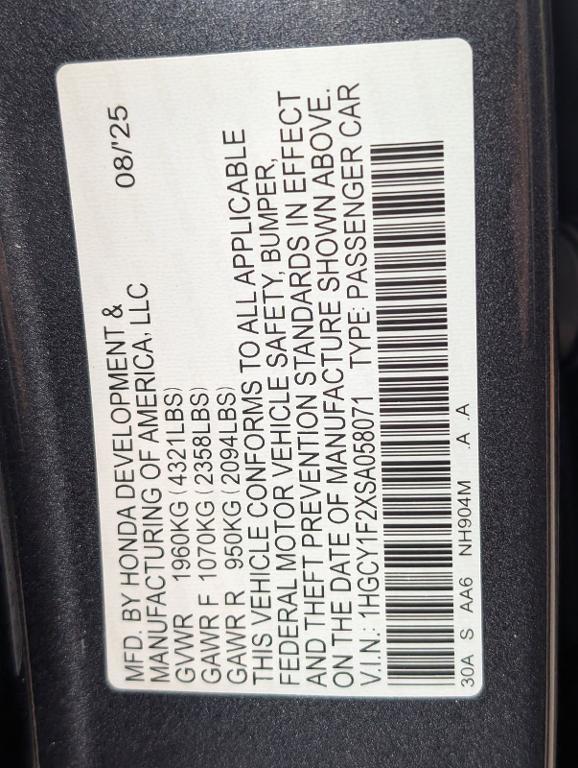 MFD. BY HONDA DEVELOPMENT &
MANUFACTURING OF AMERICA, LLC 08/'25
GVWR 1960KG (4321LBS)
GAWR F 1070KG (2358LBS)
GAWR R 950KG (2094LBS)
THIS VEHICLE CONFORMS TO ALL APPLICABLE
FEDERAL MOTOR VEHICLE SAFETY, BUMPER,
AND THEFT PREVENTION STANDARDS IN EFFECT
ON THE DATE OF MANUFACTURE SHOWN ABOVE.
V.I.N.: 1HGCY1F2XSA058071 TYPE: PASSENGER CAR
30A S AA6 NH904M .A .A